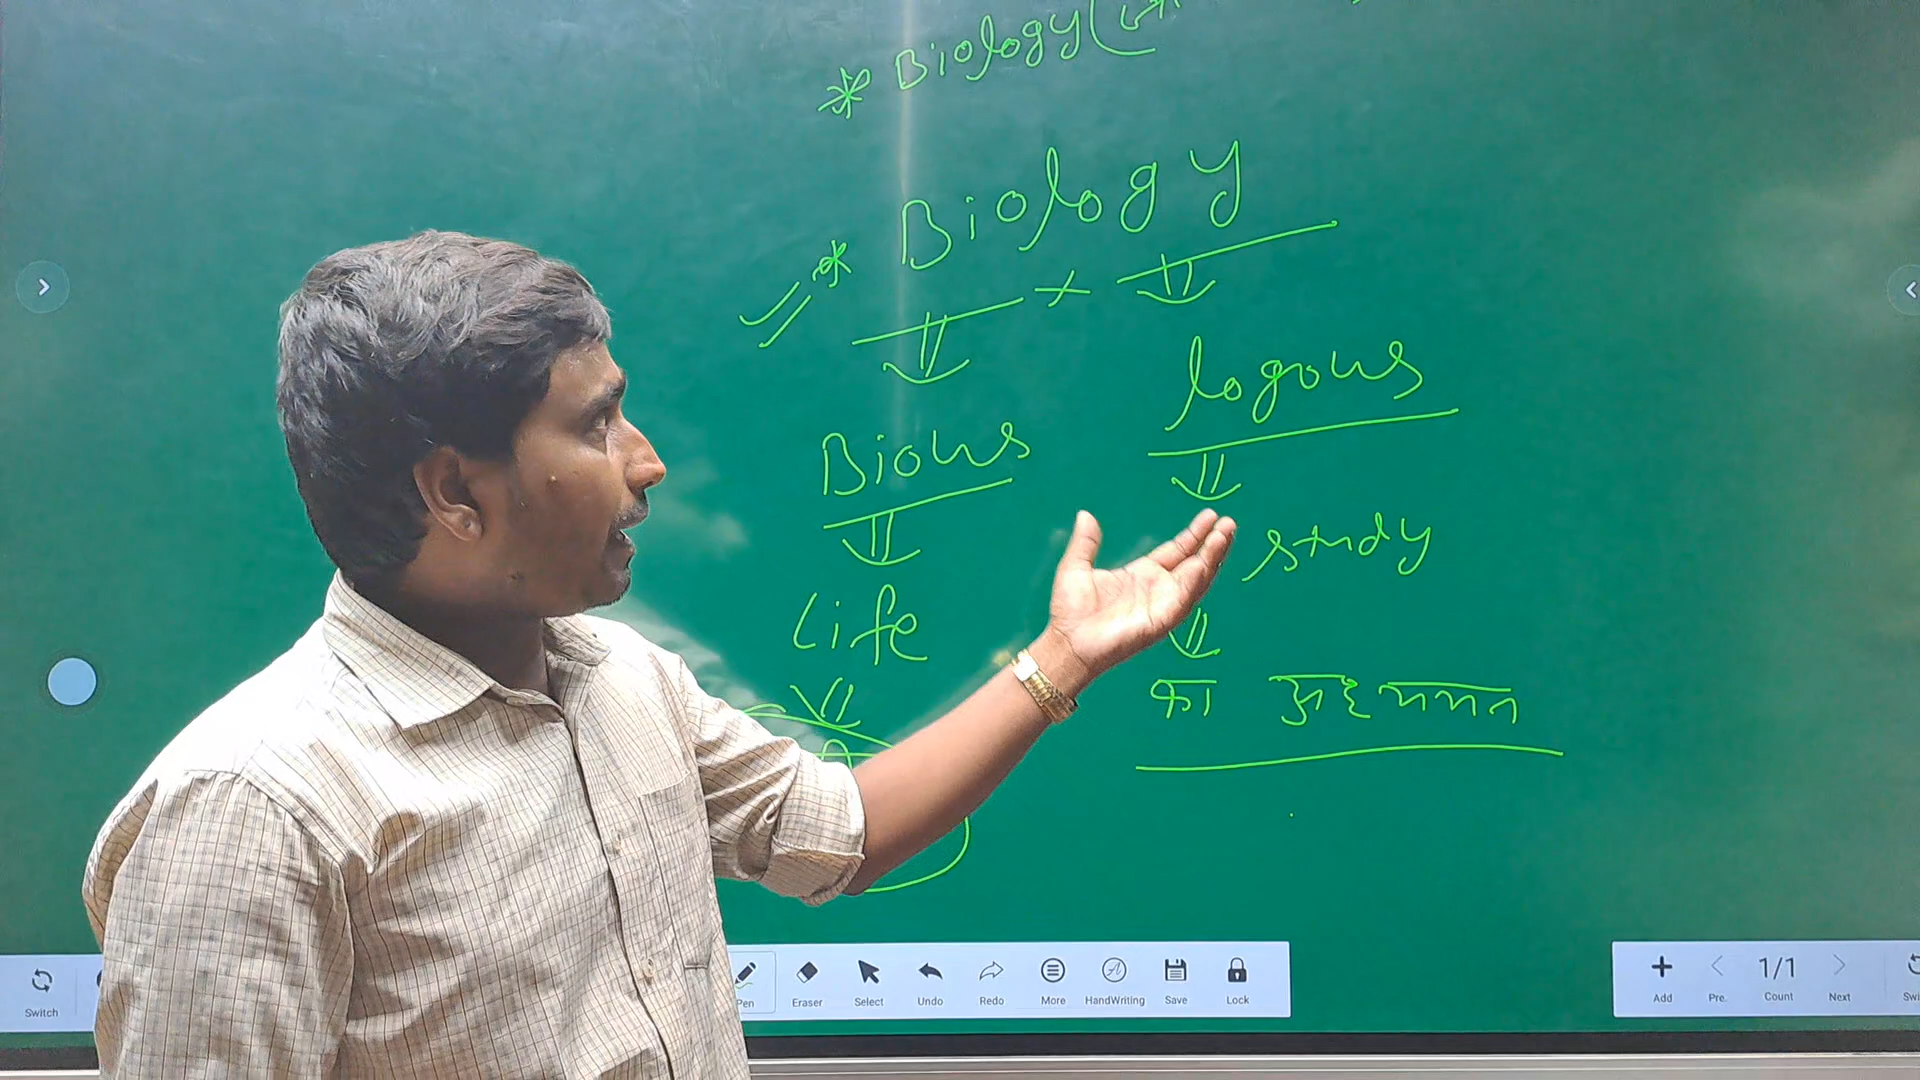 * Biology (
* Biology
Bious
logous
Life
study
का अध्ययन
Switch
Pen Eraser Select Undo Redo More HandWriting Save Lock
Add Pre. 1/1 Count Next